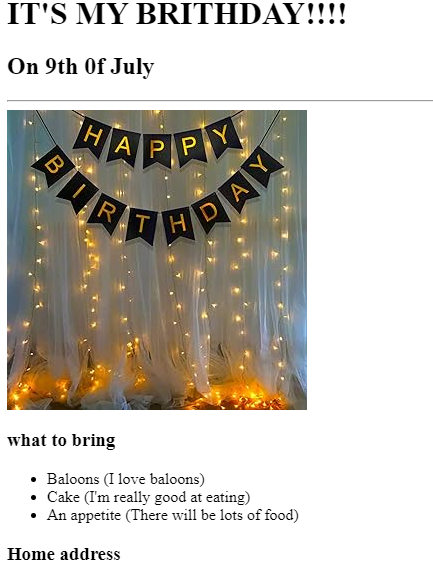 IT'S MY BRITHDAY!!!!
On 9th 0f July
HAPPY
BIRTHDAY
what to bring
Baloons (I love baloons)
Cake (I'm really good at eating)
An appetite (There will be lots of food)
Home address